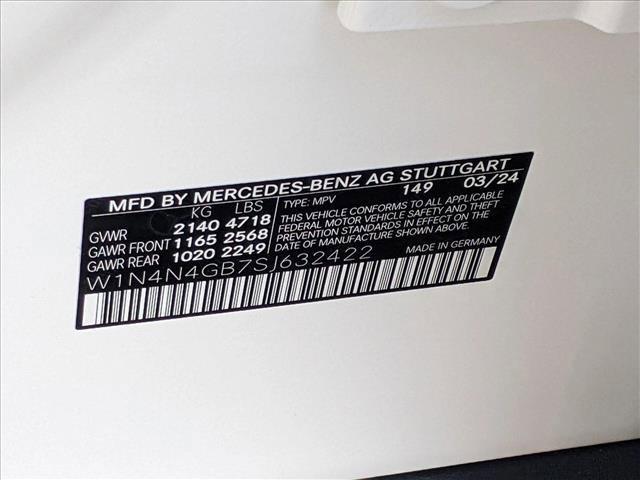 MFD BY MERCEDES-BENZ AG STUTTGART
KG LBS TYPE: MPV 149 03/24
GVWR 2140 4718
GAWR FRONT 1165 2568
GAWR REAR 1020 2249
THIS VEHICLE CONFORMS TO ALL APPLICABLE
FEDERAL MOTOR VEHICLE SAFETY AND THEFT
PREVENTION STANDARDS IN EFFECT ON THE
DATE OF MANUFACTURE.
MADE IN GERMANY
W1N4N4GB7SJ632422